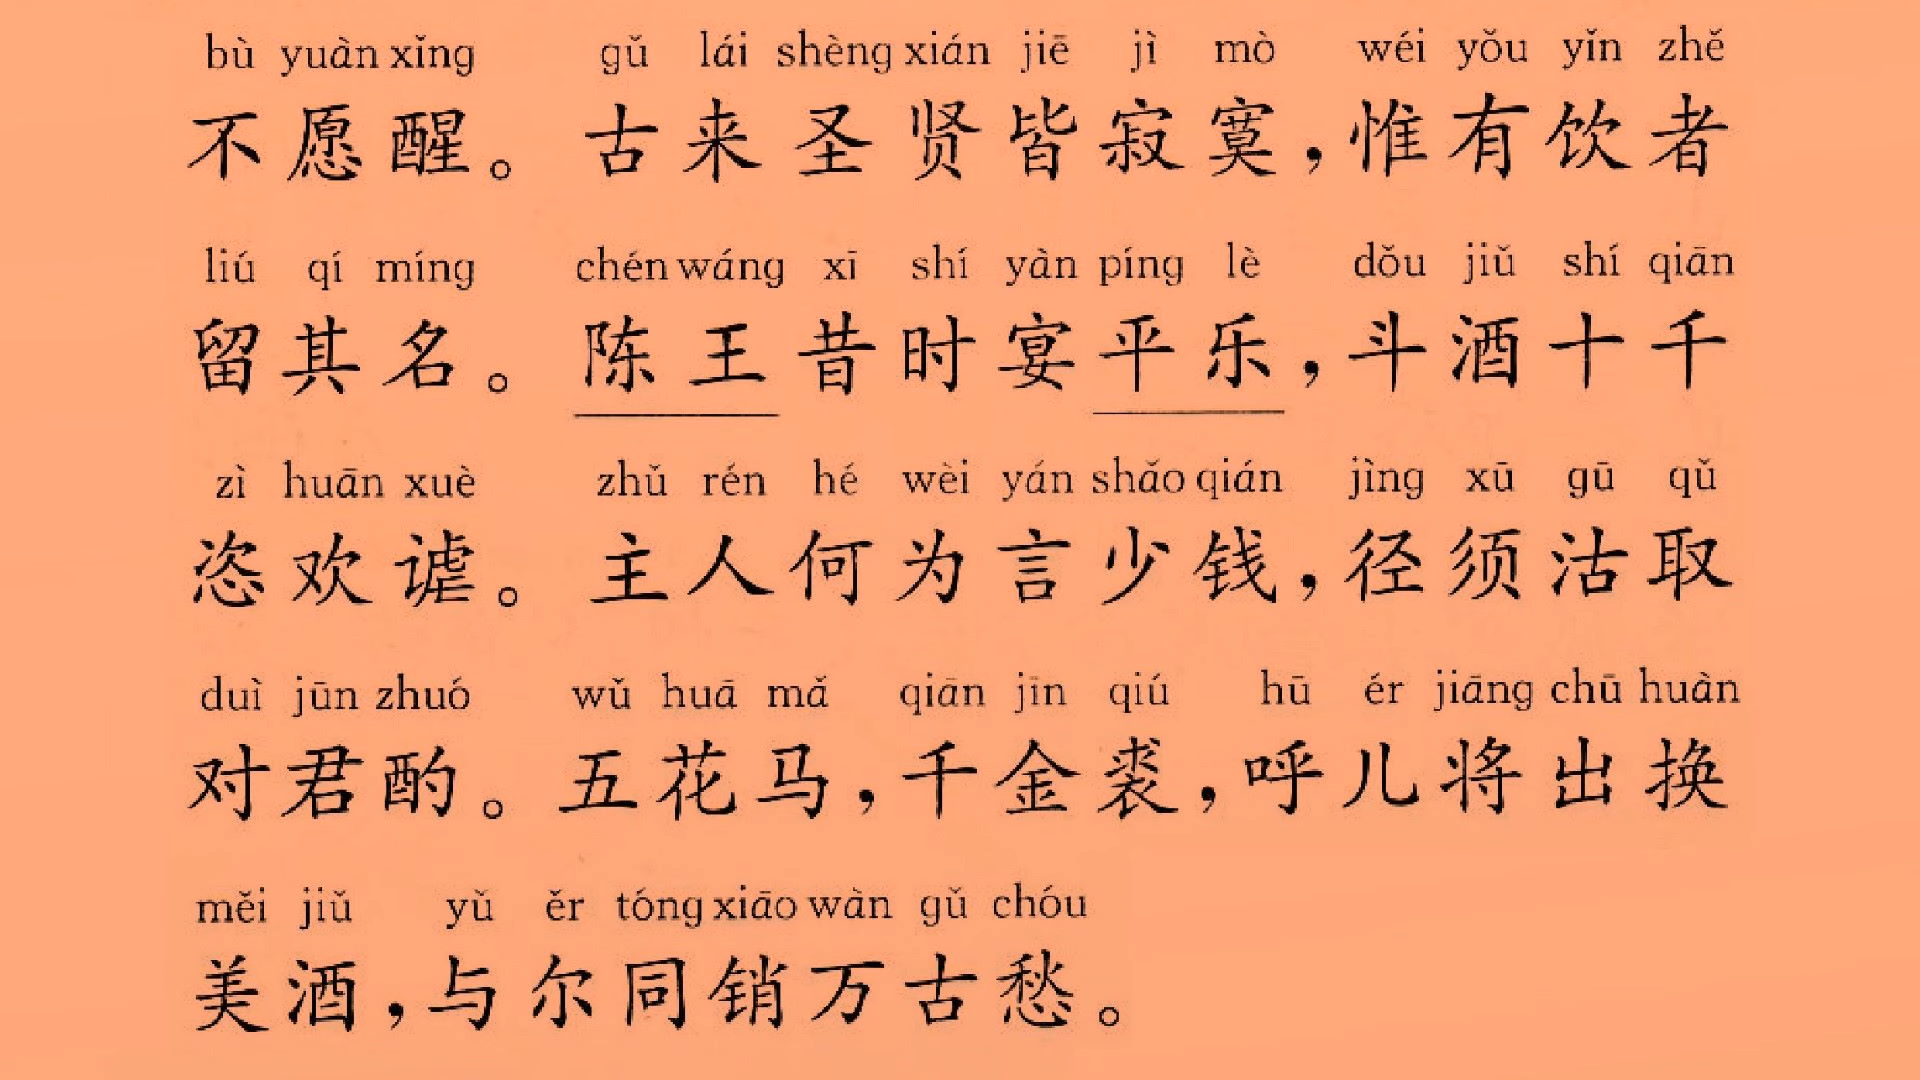 bù yuàn xǐng gǔ lái shèng xián jiē jì mò wéi yǒu yǐn zhě
不愿醒。古来圣贤皆寂寞,惟有饮者
liú qí míng chén wáng xī shí yàn píng lè dǒu jiǔ shí qiān
留其名。陈王昔时宴平乐,斗酒十千
zì huān xuè zhǔ rén hé wèi yán shǎo qián jìng xū gū qǔ
恣欢谑。主人何为言少钱,径须沽取
duì jūn zhuó wǔ huā mǎ qiān jīn qiú hū ér jiāng chū huàn
对君酌。五花马,千金裘,呼儿将出换
měi jiǔ yǔ ěr tóng xiāo wàn gǔ chóu
美酒,与尔同销万古愁。